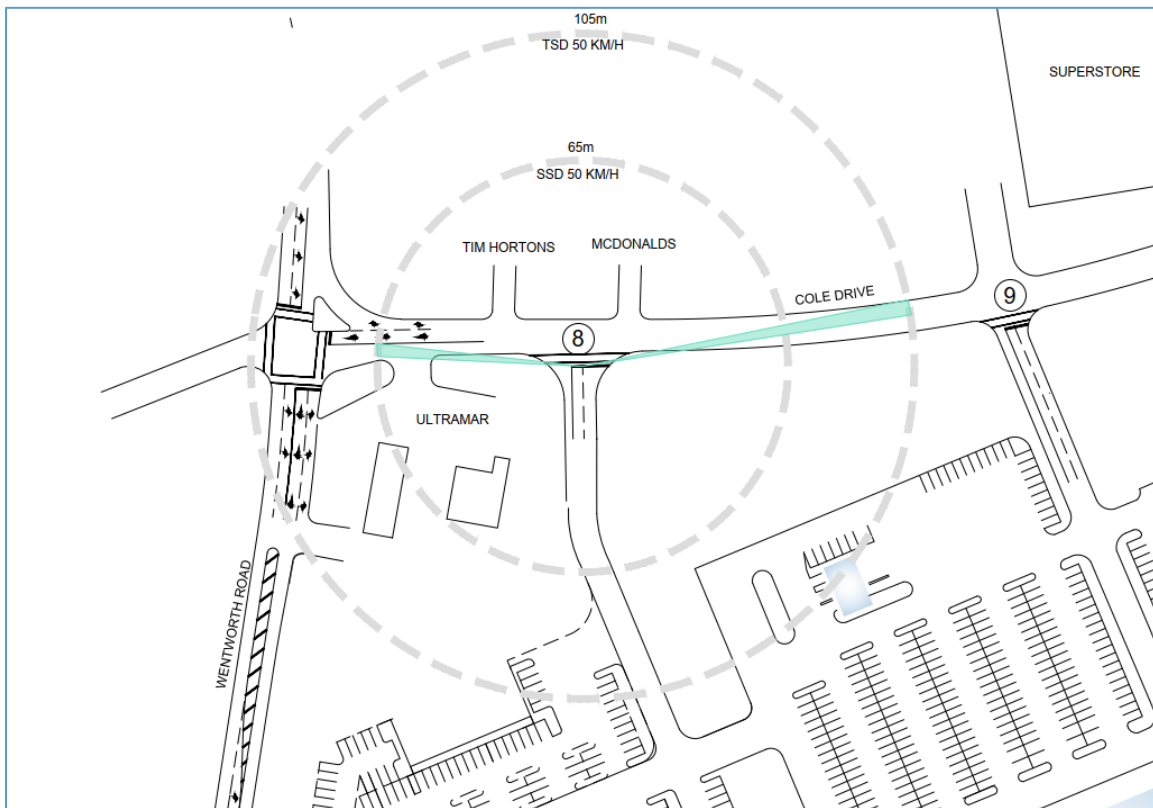 105m
TSD 50 KM/H
SUPERSTORE
65m
SSD 50 KM/H
TIM HORTONS
MCDONALDS
COLE DRIVE
9
8
ULTRAMAR
WENTWORTH ROAD